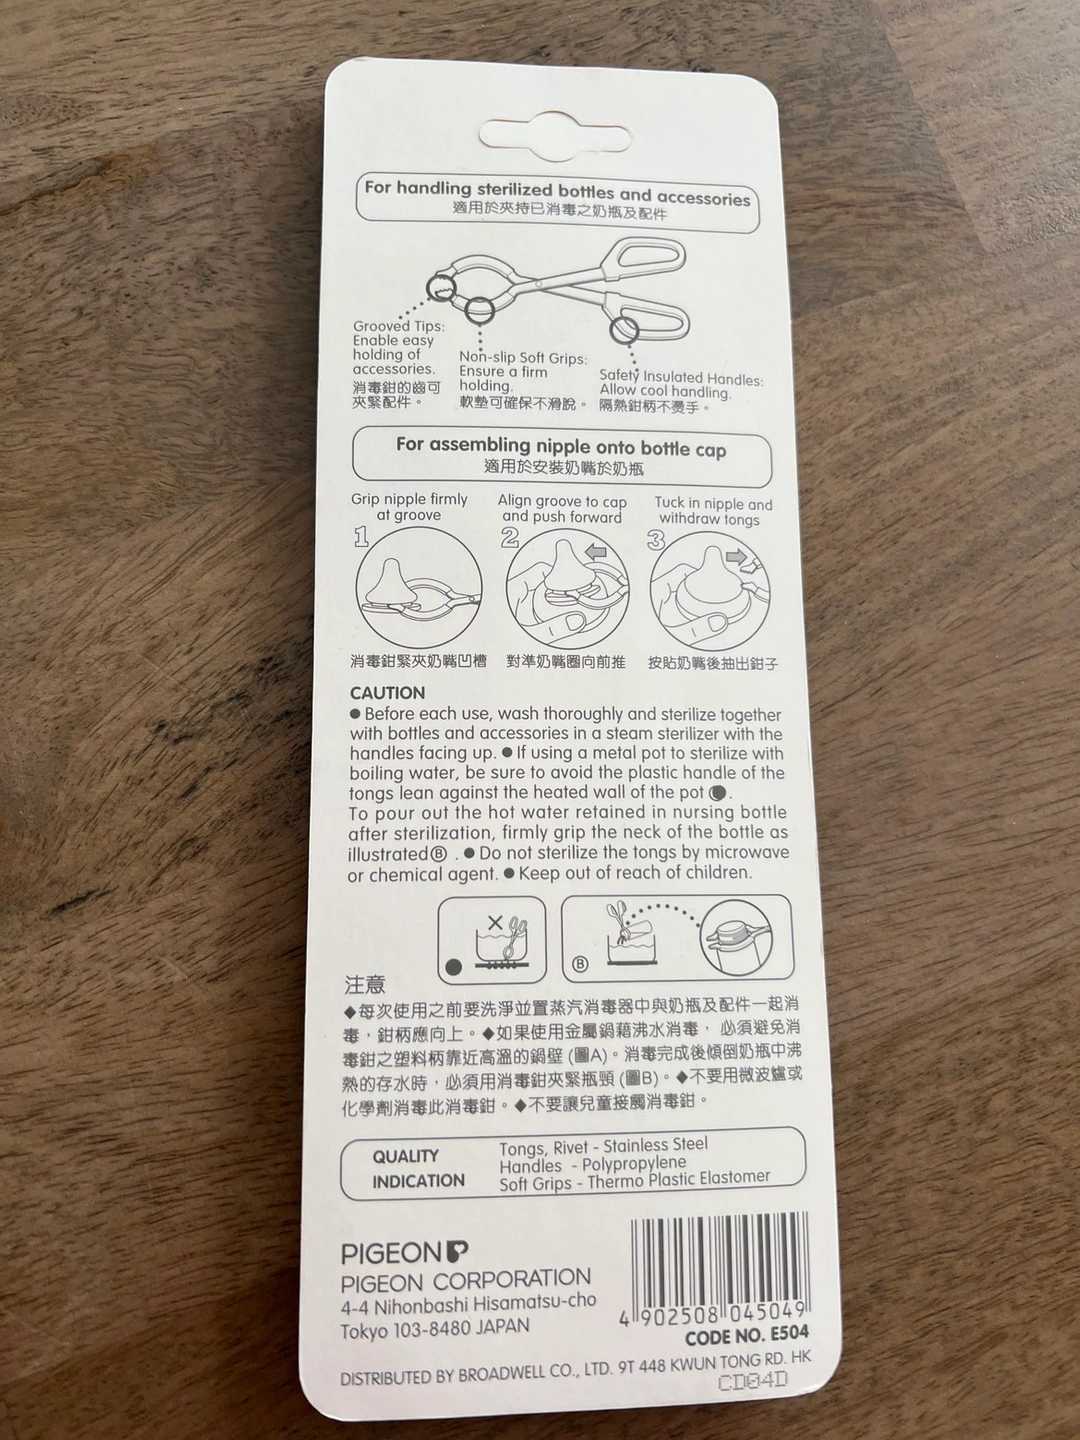 For handling sterilized bottles and accessories
適用於夾持已消毒之奶瓶及配件
Grooved Tips:
Enable easy
holding of
accessories.
消毒鉗的齒可
夾緊配件。
Non-slip Soft Grips:
Ensure a firm
holding.
軟墊可確保不滑脫。
Safety Insulated Handles:
Allow cool handling.
隔熱鉗柄不燙手。
For assembling nipple onto bottle cap
適用於安裝奶嘴於奶瓶
Grip nipple firmly
at groove
1
消毒鉗緊夾奶嘴凹槽
Align groove to cap
and push forward
2
對準奶嘴圈向前推
Tuck in nipple and
withdraw tongs
3
按貼奶嘴後抽出鉗子
CAUTION
● Before each use, wash thoroughly and sterilize together
with bottles and accessories in a steam sterilizer with the
handles facing up. ● If using a metal pot to sterilize with
boiling water, be sure to avoid the plastic handle of the
tongs lean against the heated wall of the pot ●.
To pour out the hot water retained in nursing bottle
after sterilization, firmly grip the neck of the bottle as
illustrated Ⓑ . ● Do not sterilize the tongs by microwave
or chemical agent. ● Keep out of reach of children.
Ⓑ
注意
◆每次使用之前要洗淨並置蒸汽消毒器中與奶瓶及配件一起消
毒，鉗柄應向上。◆如果使用金屬鍋藉沸水消毒， 必須避免消
毒鉗之塑料柄靠近高溫的鍋壁 (圖A)。消毒完成後傾倒奶瓶中沸
熱的存水時，必須用消毒鉗夾緊瓶頸 (圖B)。◆不要用微波爐或
化學劑消毒此消毒鉗。◆不要讓兒童接觸消毒鉗。
QUALITY
INDICATION
Tongs, Rivet - Stainless Steel
Handles - Polypropylene
Soft Grips - Thermo Plastic Elastomer
PIGEON
PIGEON CORPORATION
4-4 Nihonbashi Hisamatsu-cho
Tokyo 103-8480 JAPAN
4 902508 045049
CODE NO. E504
DISTRIBUTED BY BROADWELL CO., LTD. 9T 448 KWUN TONG RD. HK
CD04D